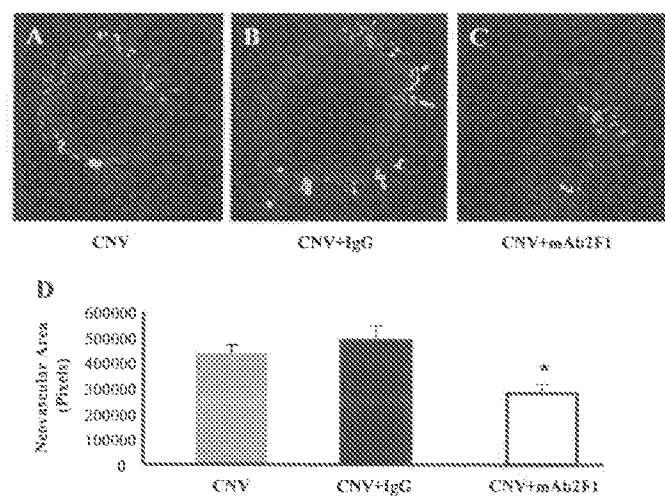 A B C
CNV CNV+IgG CNV+mAb2F1
D
Neovascular Area
(Pixels)
600000
500000
400000
300000
200000
100000
0
*
CNV CNV+IgG CNV+mAb2F1